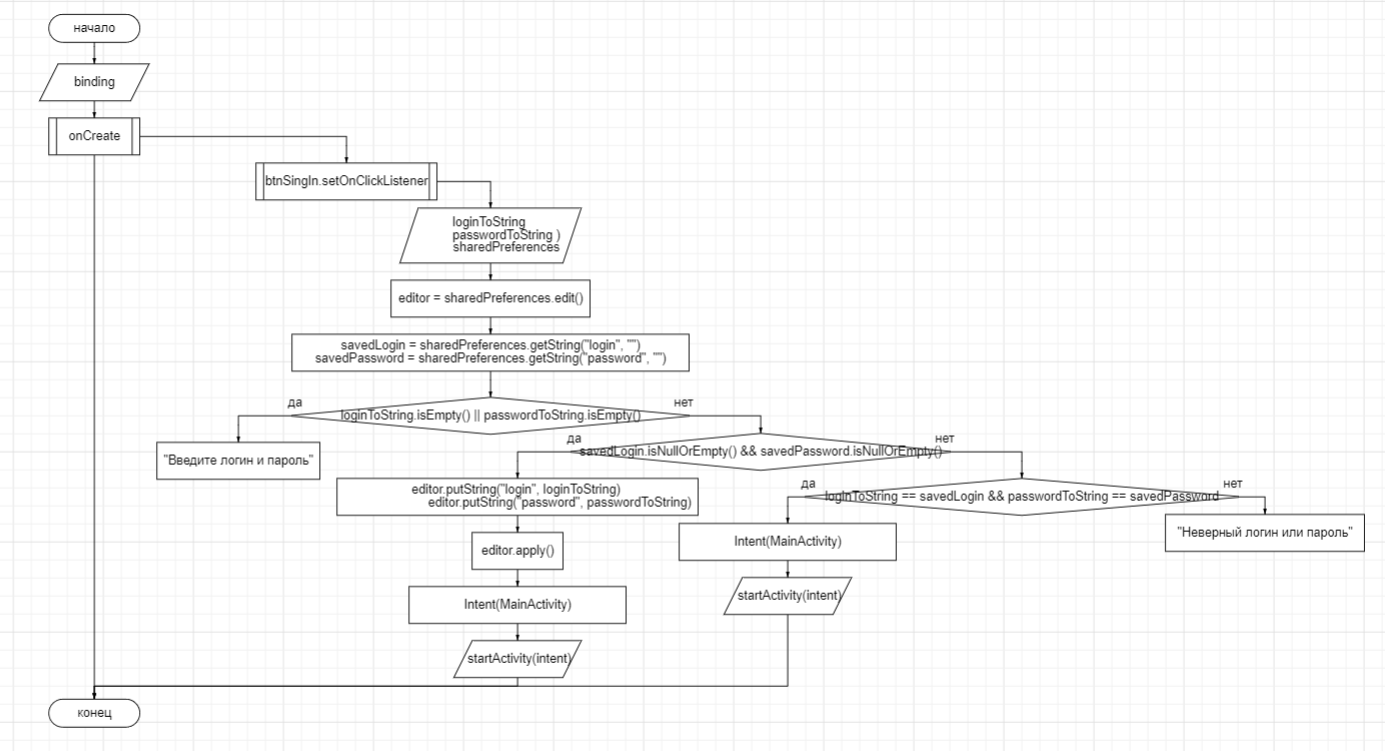 начало
binding
onCreate
btnSingIn.setOnClickListener
loginToString
passwordToString )
sharedPreferences
editor = sharedPreferences.edit()
savedLogin = sharedPreferences.getString("login", "")
savedPassword = sharedPreferences.getString("password", "")
да
loginToString.isEmpty() || passwordToString.isEmpty()
нет
"Введите логин и пароль"
да
savedLogin.isNullOrEmpty() && savedPassword.isNullOrEmpty()
нет
editor.putString("login", loginToString)
editor.putString("password", passwordToString)
да
loginToString == savedLogin && passwordToString == savedPassword
нет
"Неверный логин или пароль"
editor.apply()
Intent(MainActivity)
Intent(MainActivity)
startActivity(intent)
startActivity(intent)
конец